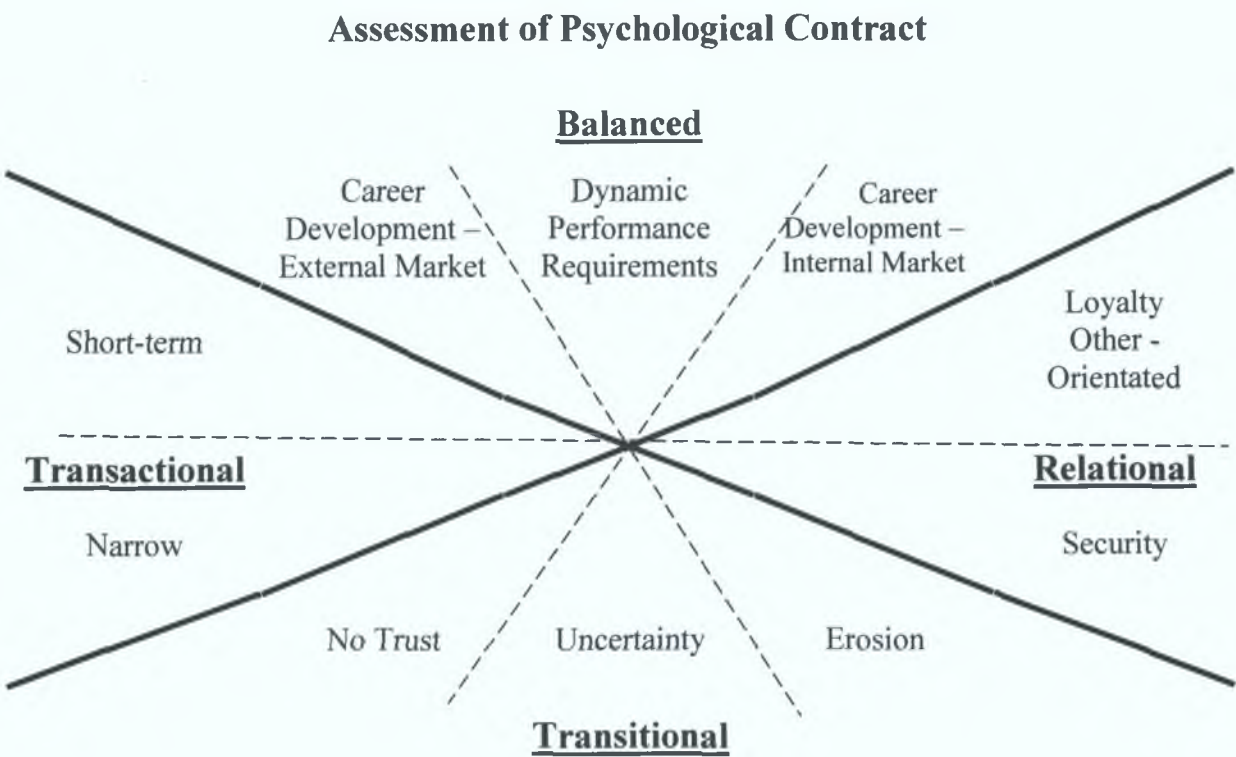 Assessment of Psychological Contract
Balanced
Career
Development –
External Market
Dynamic
Performance
Requirements
Career
Development –
Internal Market
Short-term
Loyalty
Other -
Orientated
Transactional
Relational
Narrow
Security
No Trust
Uncertainty
Erosion
Transitional